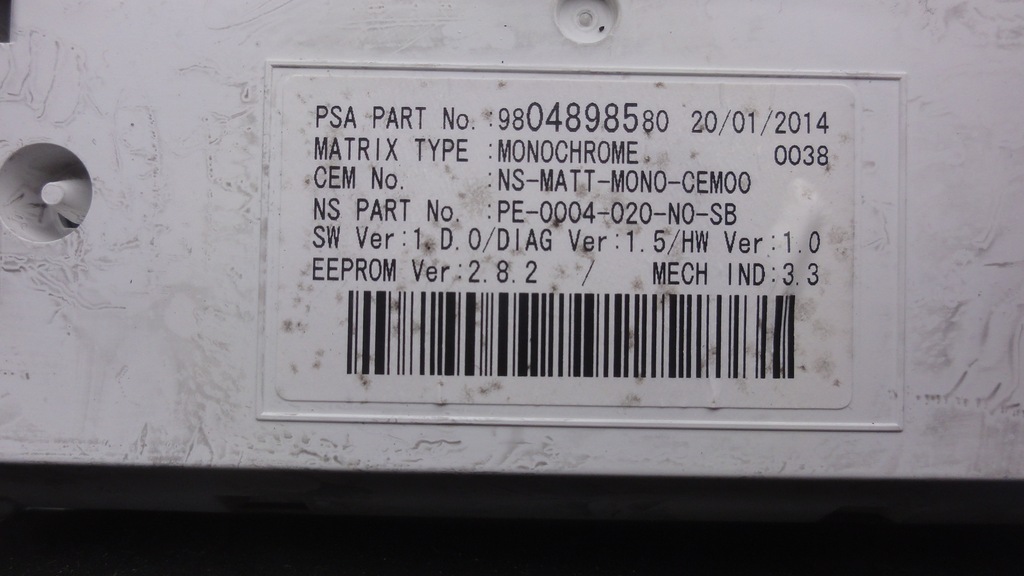 PSA PART No. :9804898580 20/01/2014
MATRIX TYPE :MONOCHROME. 0038
CEM No. :NS-MATT-MONO-CEM00
NS PART No. :PE-0004-020-N0-SB
SW Ver:1.D.0/DIAG Ver:1.5/HW Ver:1.0
EEPROM Ver:2.8.2 / MECH IND:3.3